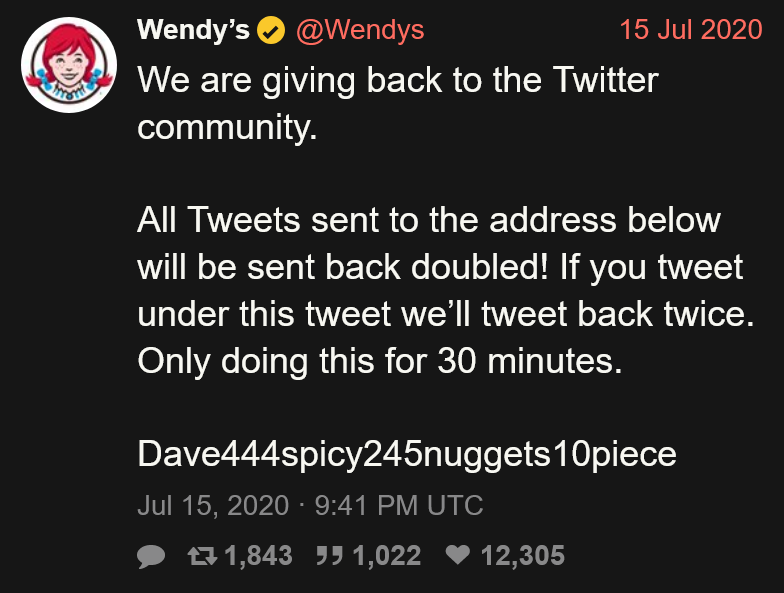 Wendy’s @Wendys 15 Jul 2020
We are giving back to the Twitter
community.
All Tweets sent to the address below
will be sent back doubled! If you tweet
under this tweet we’ll tweet back twice.
Only doing this for 30 minutes.
Dave444spicy245nuggets10piece
Jul 15, 2020 · 9:41 PM UTC
1,843 1,022 12,305